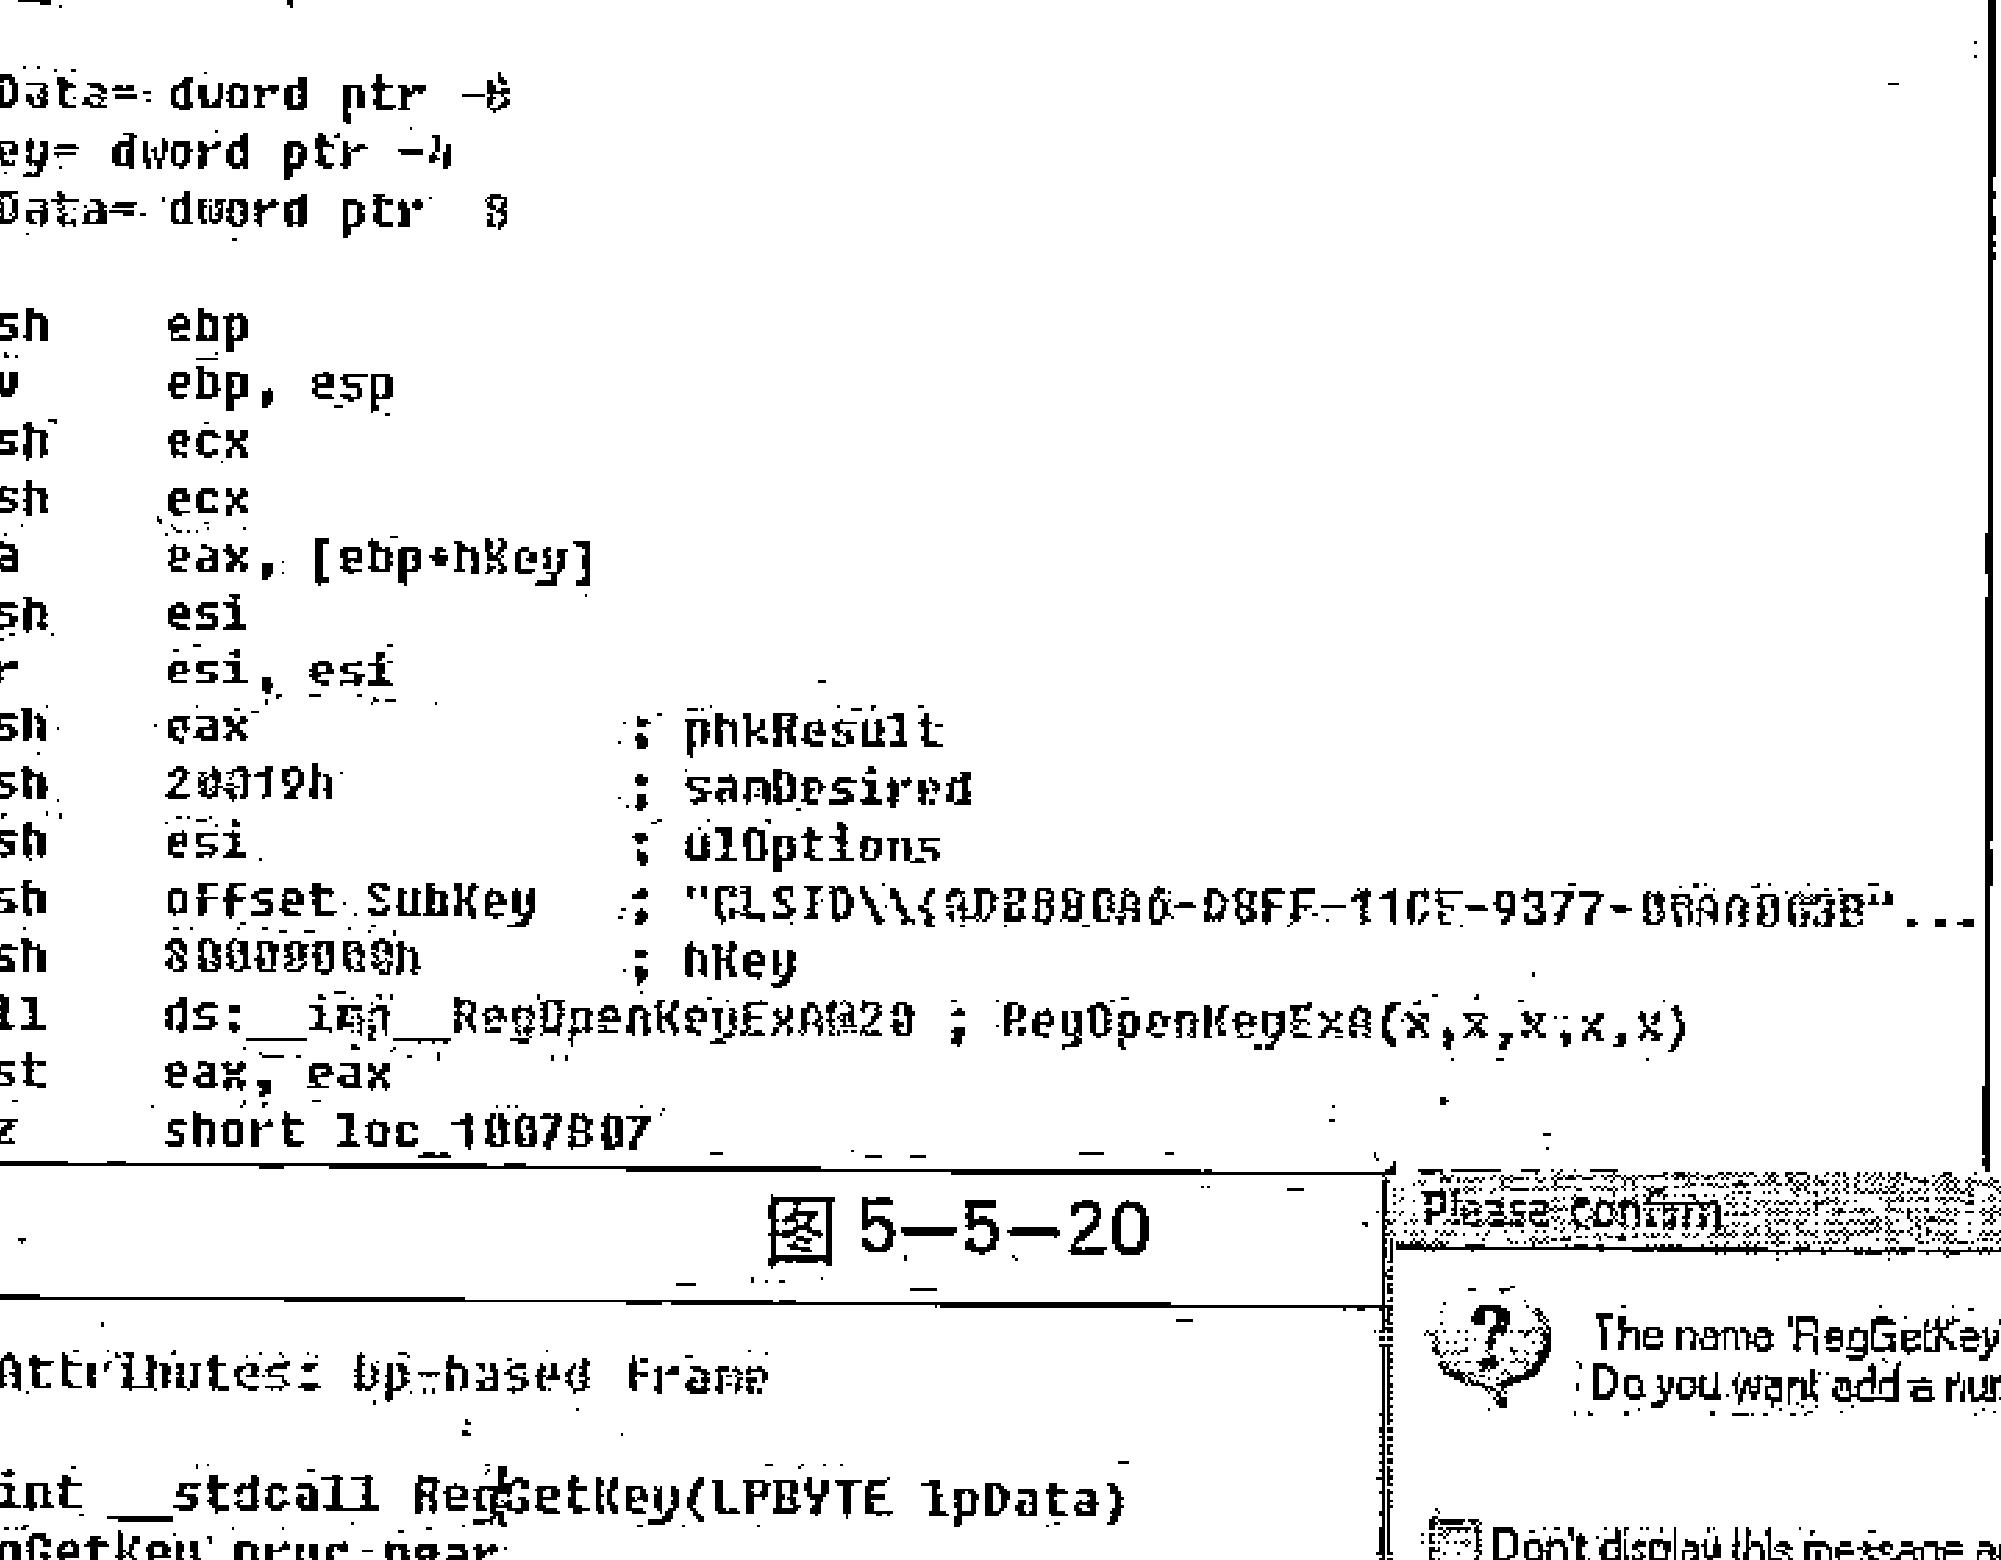 Data= dword ptr -8
ey= dword ptr -4
Data= dword ptr 8
sh ebp
v ebp, esp
sh ecx
sh ecx
a eax, [ebp+hKey]
sh esi
r esi, esi
sh eax ; phkResult
sh 20019h ; samDesired
sh esi ; ulOptions
sh offset SubKey ; "CLSID\\{ -D8FF-11CF-9377- "...
sh 80000000h ; hKey
ll ds:__imp__RegOpenKeyExA@20 ; RegOpenKeyExA(x,x,x,x,x)
st eax, eax
z short loc_1007807
图 5-5-20
Please confirm
The name 'RegGetKey'
Do you want add a nu
Attributes: bp-based frame
int __stdcall RegGetKey(LPBYTE lpData)
gGetKey proc near
Don't display this message a